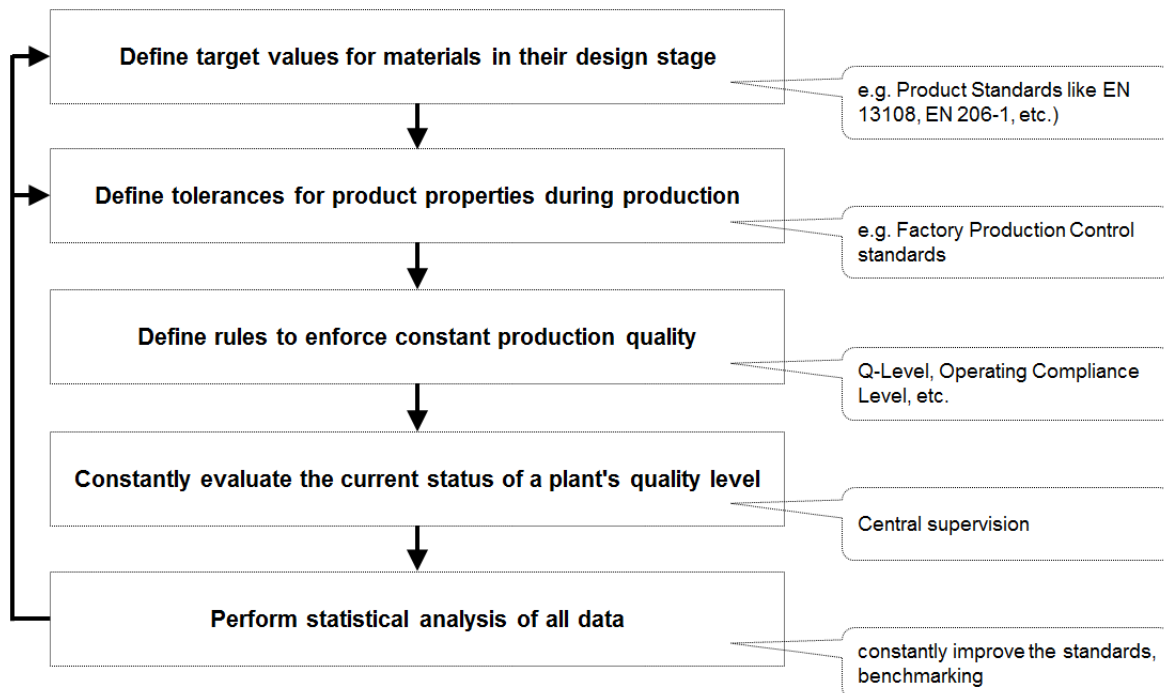 Define target values for materials in their design stage
e.g. Product Standards like EN
13108, EN 206-1, etc.)
Define tolerances for product properties during production
e.g. Factory Production Control
standards
Define rules to enforce constant production quality
Q-Level, Operating Compliance
Level, etc.
Constantly evaluate the current status of a plant's quality level
Central supervision
Perform statistical analysis of all data
constantly improve the standards,
benchmarking